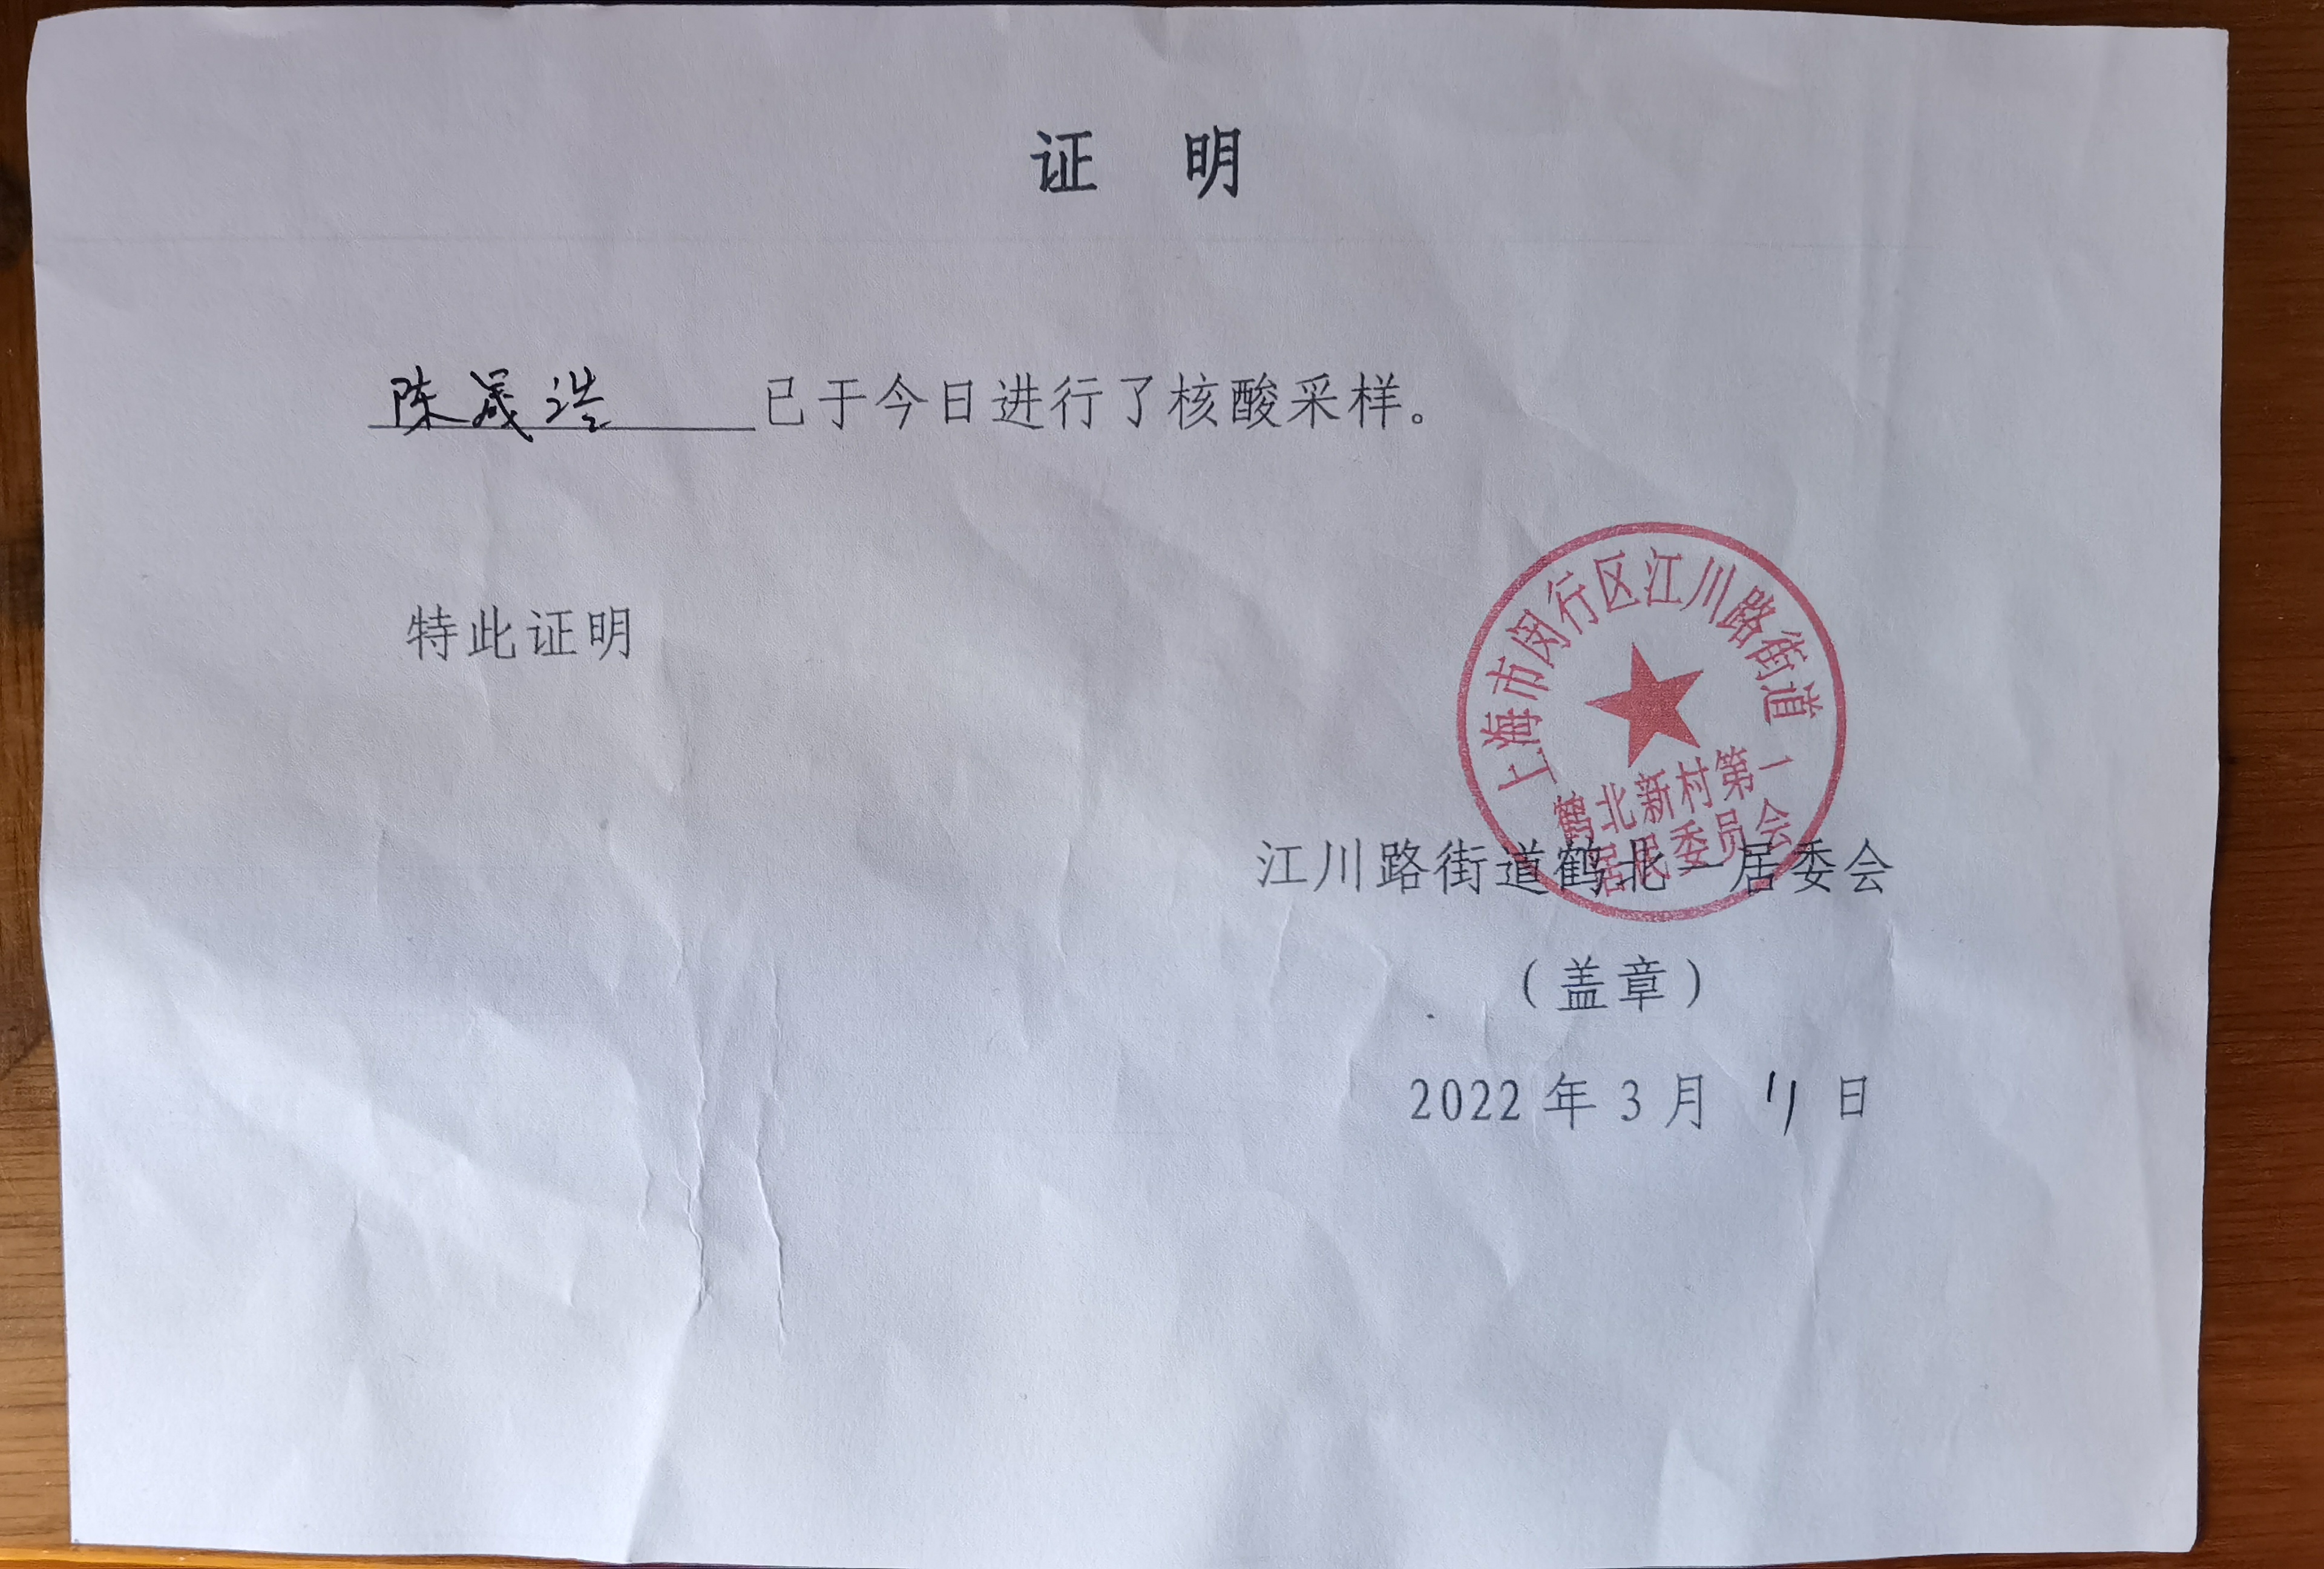 证 明
陈晟浩 已于今日进行了核酸采样。
特此证明
上海市闵行区江川路街道
鹤北新村第一
居民委员会
江川路街道鹤北一居委会
（盖章）
2022 年 3 月 11 日